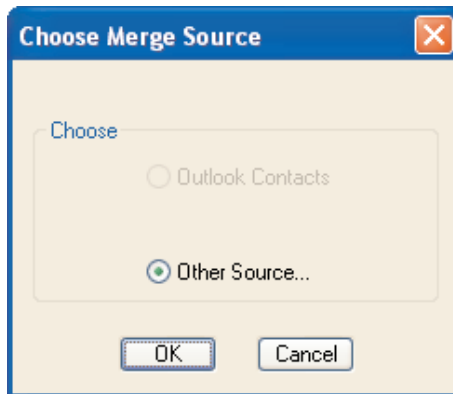 Choose Merge Source
Choose
Outlook Contacts
Other Source...
OK Cancel